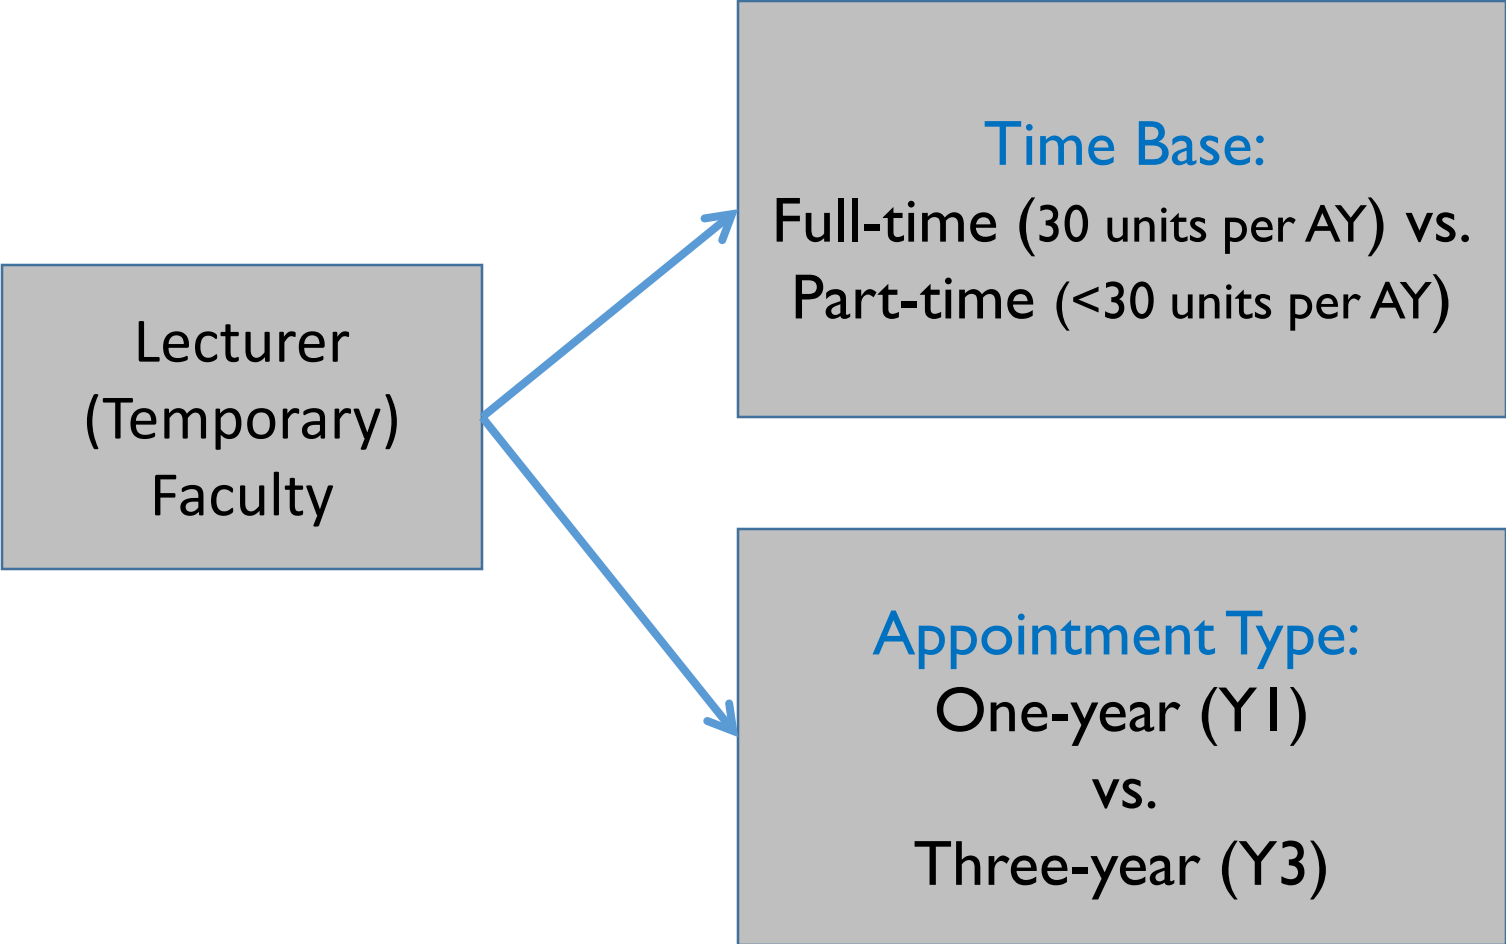 Lecturer
(Temporary)
Faculty
Time Base:
Full-time (30 units per AY) vs.
Part-time (<30 units per AY)
Appointment Type:
One-year (Y1)
vs.
Three-year (Y3)